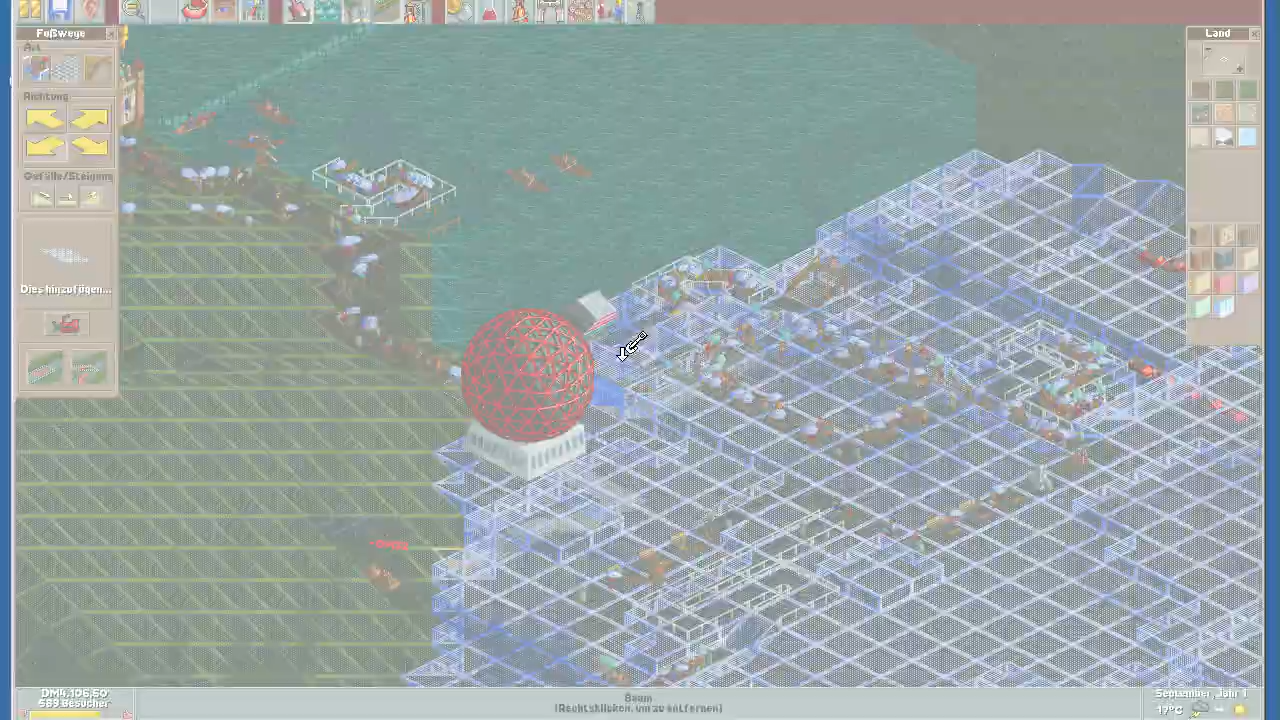 Fußwege
Land
Art
Richtung
Gefälle/Steigung
Dies hinzufügen...
DM4.106,50
689 Besucher
Baum
(Rechtsklicken, um zu entfernen)
September, Jahr 1
17°C